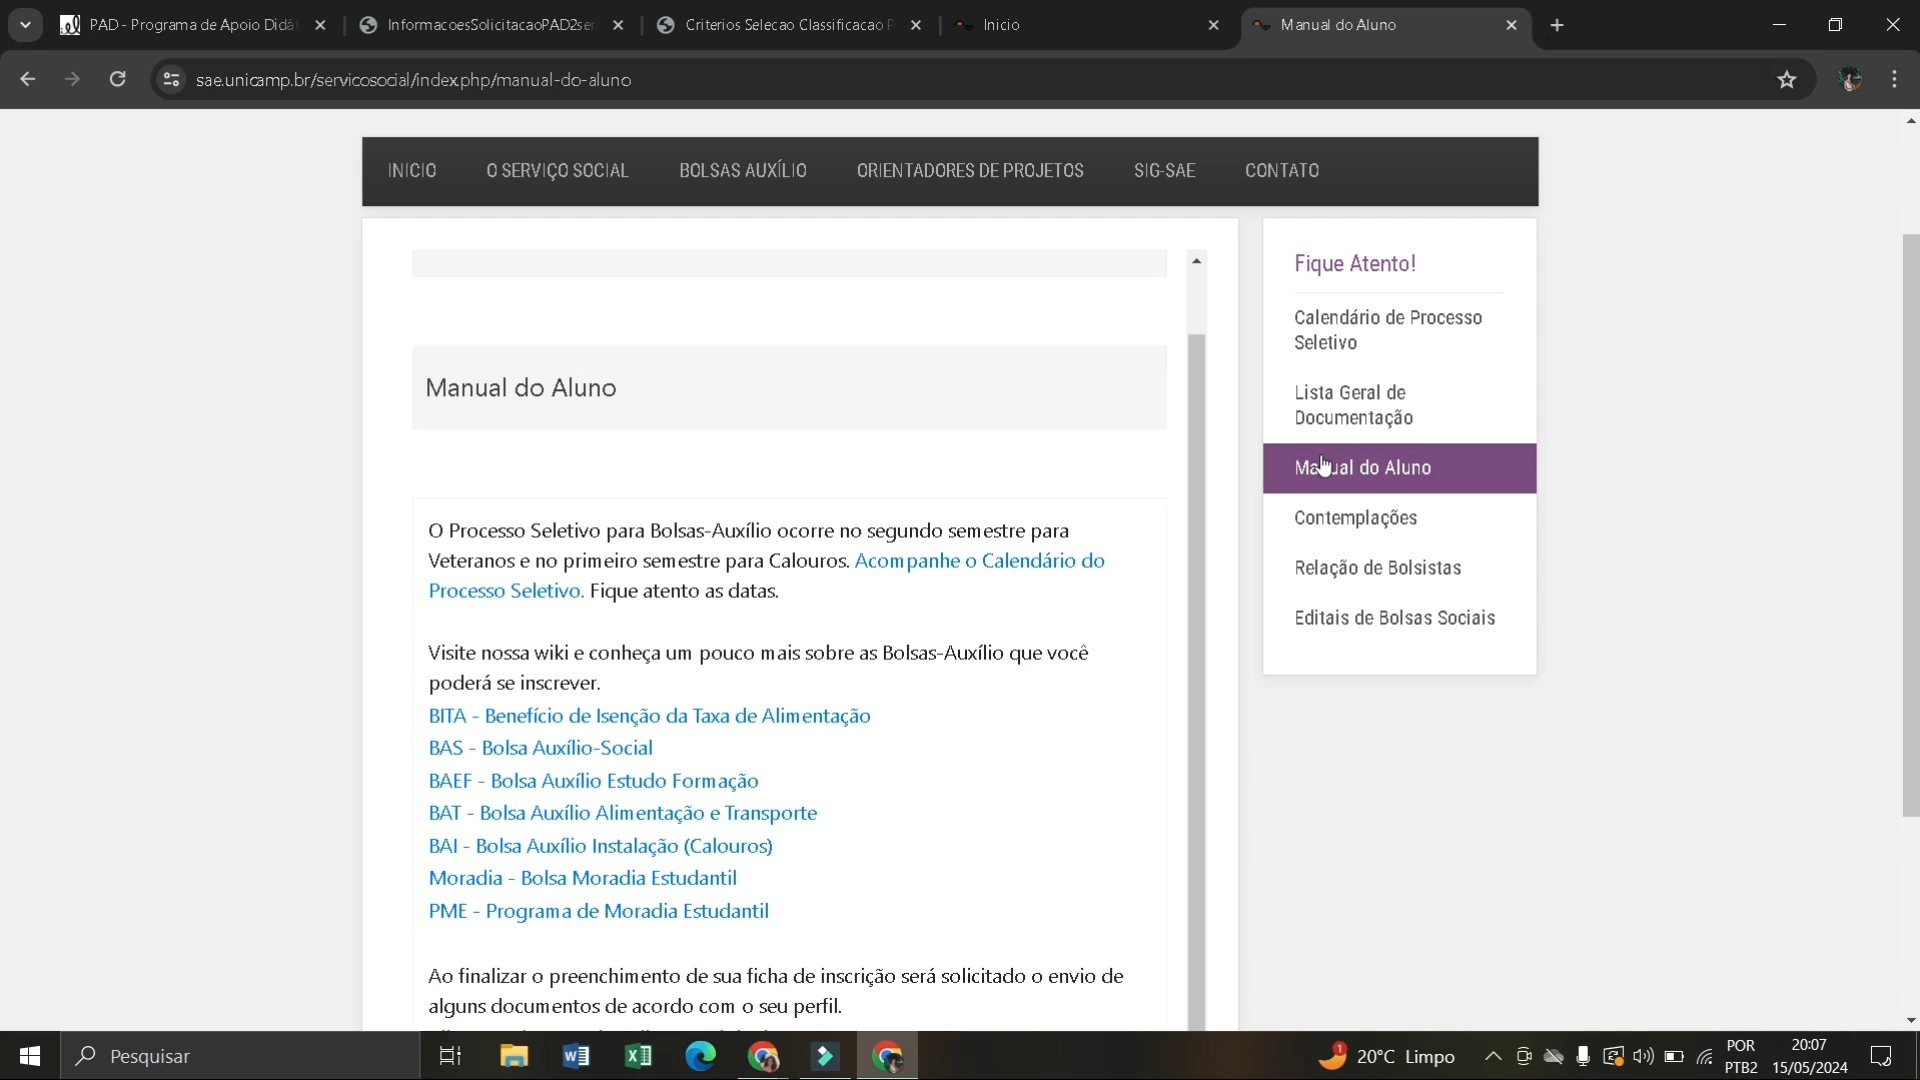 PAD - Programa de Apoio Didát
InformacoesSolicitacaoPAD2ser
Criterios Selecao Classificacao P
Inicio
Manual do Aluno
sae.unicamp.br/servicosocial/index.php/manual-do-aluno
INICIO O SERVIÇO SOCIAL BOLSAS AUXÍLIO ORIENTADORES DE PROJETOS SIG-SAE CONTATO
Manual do Aluno
O Processo Seletivo para Bolsas-Auxílio ocorre no segundo semestre para
Veteranos e no primeiro semestre para Calouros. Acompanhe o Calendário do
Processo Seletivo. Fique atento as datas.
Visite nossa wiki e conheça um pouco mais sobre as Bolsas-Auxílio que você
poderá se inscrever.
BITA - Benefício de Isenção da Taxa de Alimentação
BAS - Bolsa Auxílio-Social
BAEF - Bolsa Auxílio Estudo Formação
BAT - Bolsa Auxílio Alimentação e Transporte
BAI - Bolsa Auxílio Instalação (Calouros)
Moradia - Bolsa Moradia Estudantil
PME - Programa de Moradia Estudantil
Ao finalizar o preenchimento de sua ficha de inscrição será solicitado o envio de
alguns documentos de acordo com o seu perfil.
Fique Atento!
Calendário de Processo
Seletivo
Lista Geral de
Documentação
Manual do Aluno
Contemplações
Relação de Bolsistas
Editais de Bolsas Sociais
Pesquisar
1
20°C Limpo
POR
PTB2
20:07
15/05/2024